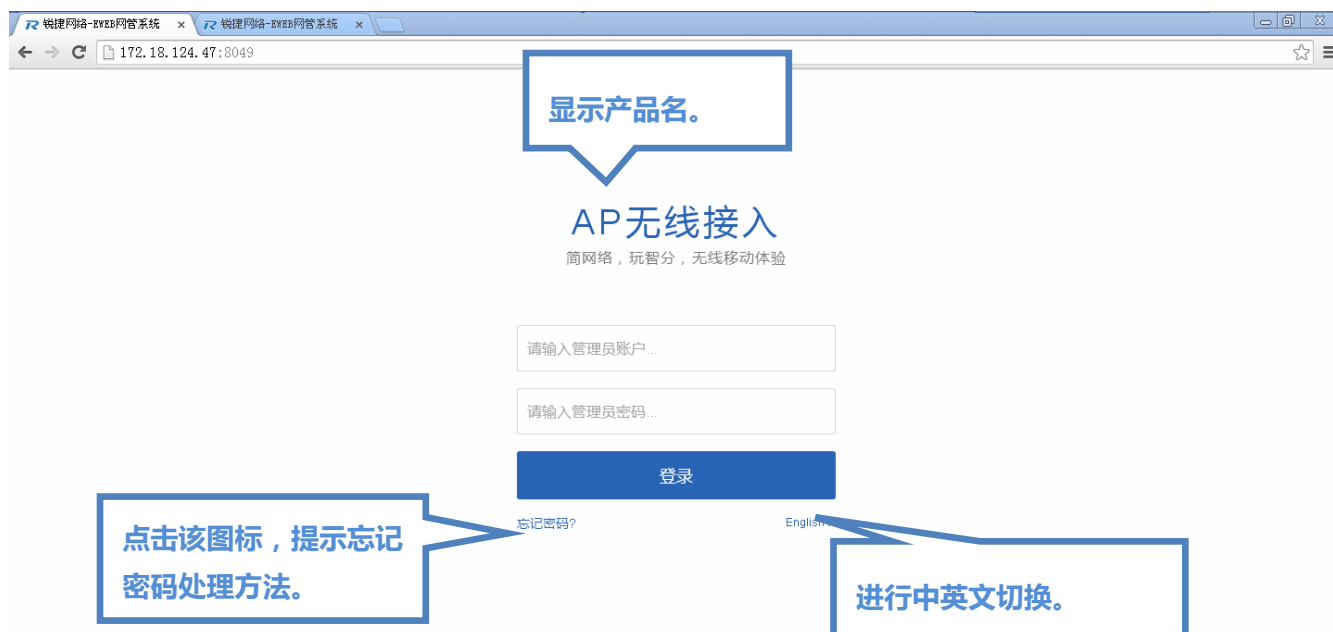 锐捷网络-EWEB网管系统
锐捷网络-EWEB网管系统
172.18.124.47:8049
显示产品名。
AP无线接入
简网络，玩智分，无线移动体验
请输入管理员账户...
请输入管理员密码...
登录
忘记密码?
English
点击该图标，提示忘记
密码处理方法。
进行中英文切换。